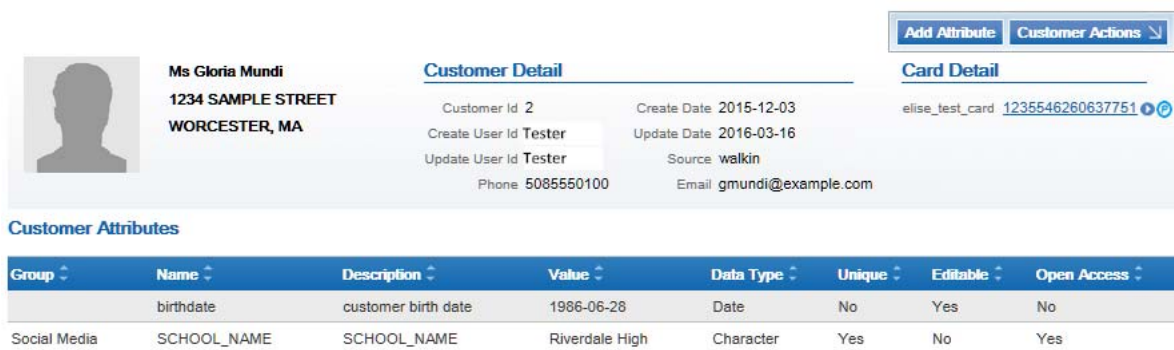 Add Attribute Customer Actions
Ms Gloria Mundi
1234 SAMPLE STREET
WORCESTER, MA
Customer Detail
Customer Id 2 Create Date 2015-12-03
Create User Id Tester Update Date 2016-03-16
Update User Id Tester Source walkin
Phone 5085550100 Email gmundi@example.com
Card Detail
elise_test_card 1235546260637751 P
Customer Attributes
Group Name Description Value Data Type Unique Editable Open Access
birthdate customer birth date 1986-06-28 Date No Yes No
Social Media SCHOOL_NAME SCHOOL_NAME Riverdale High Character Yes No Yes